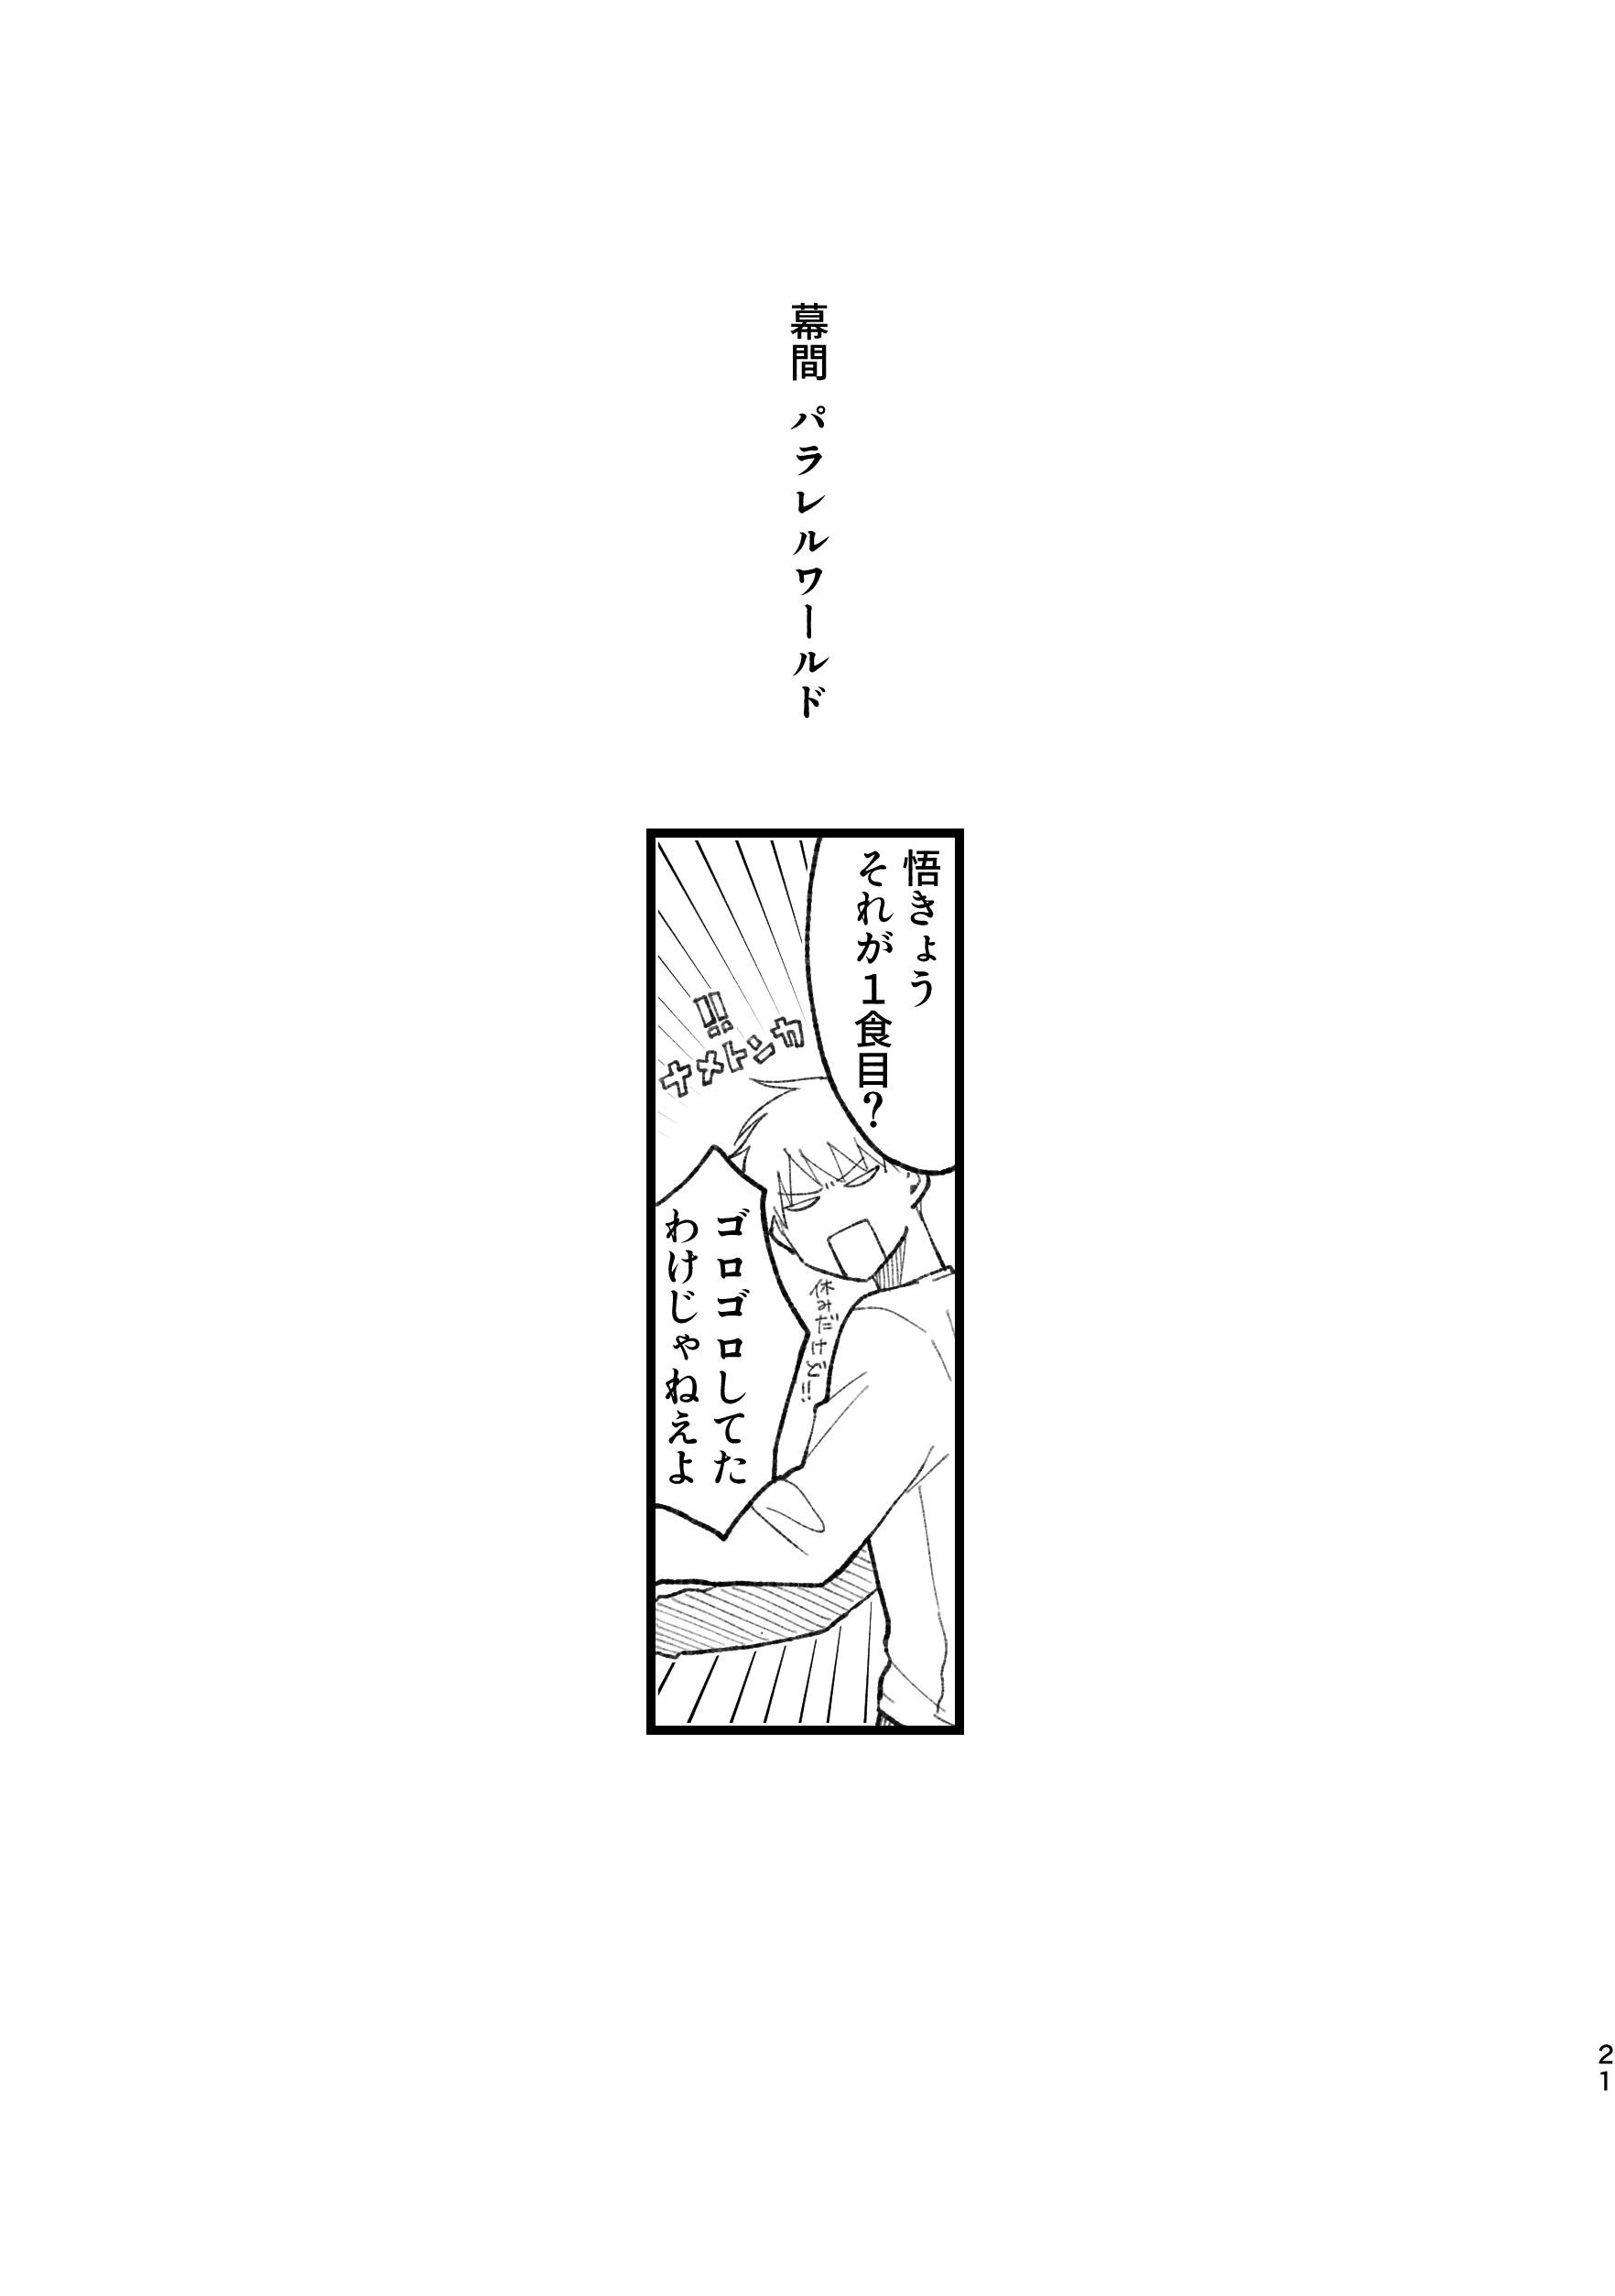 幕間 パラレルワールド
悟きょう
それが1食目?
ナメトンカ
!!
休みだけど!!
ゴロゴロしてた
わけじゃねえよ
21